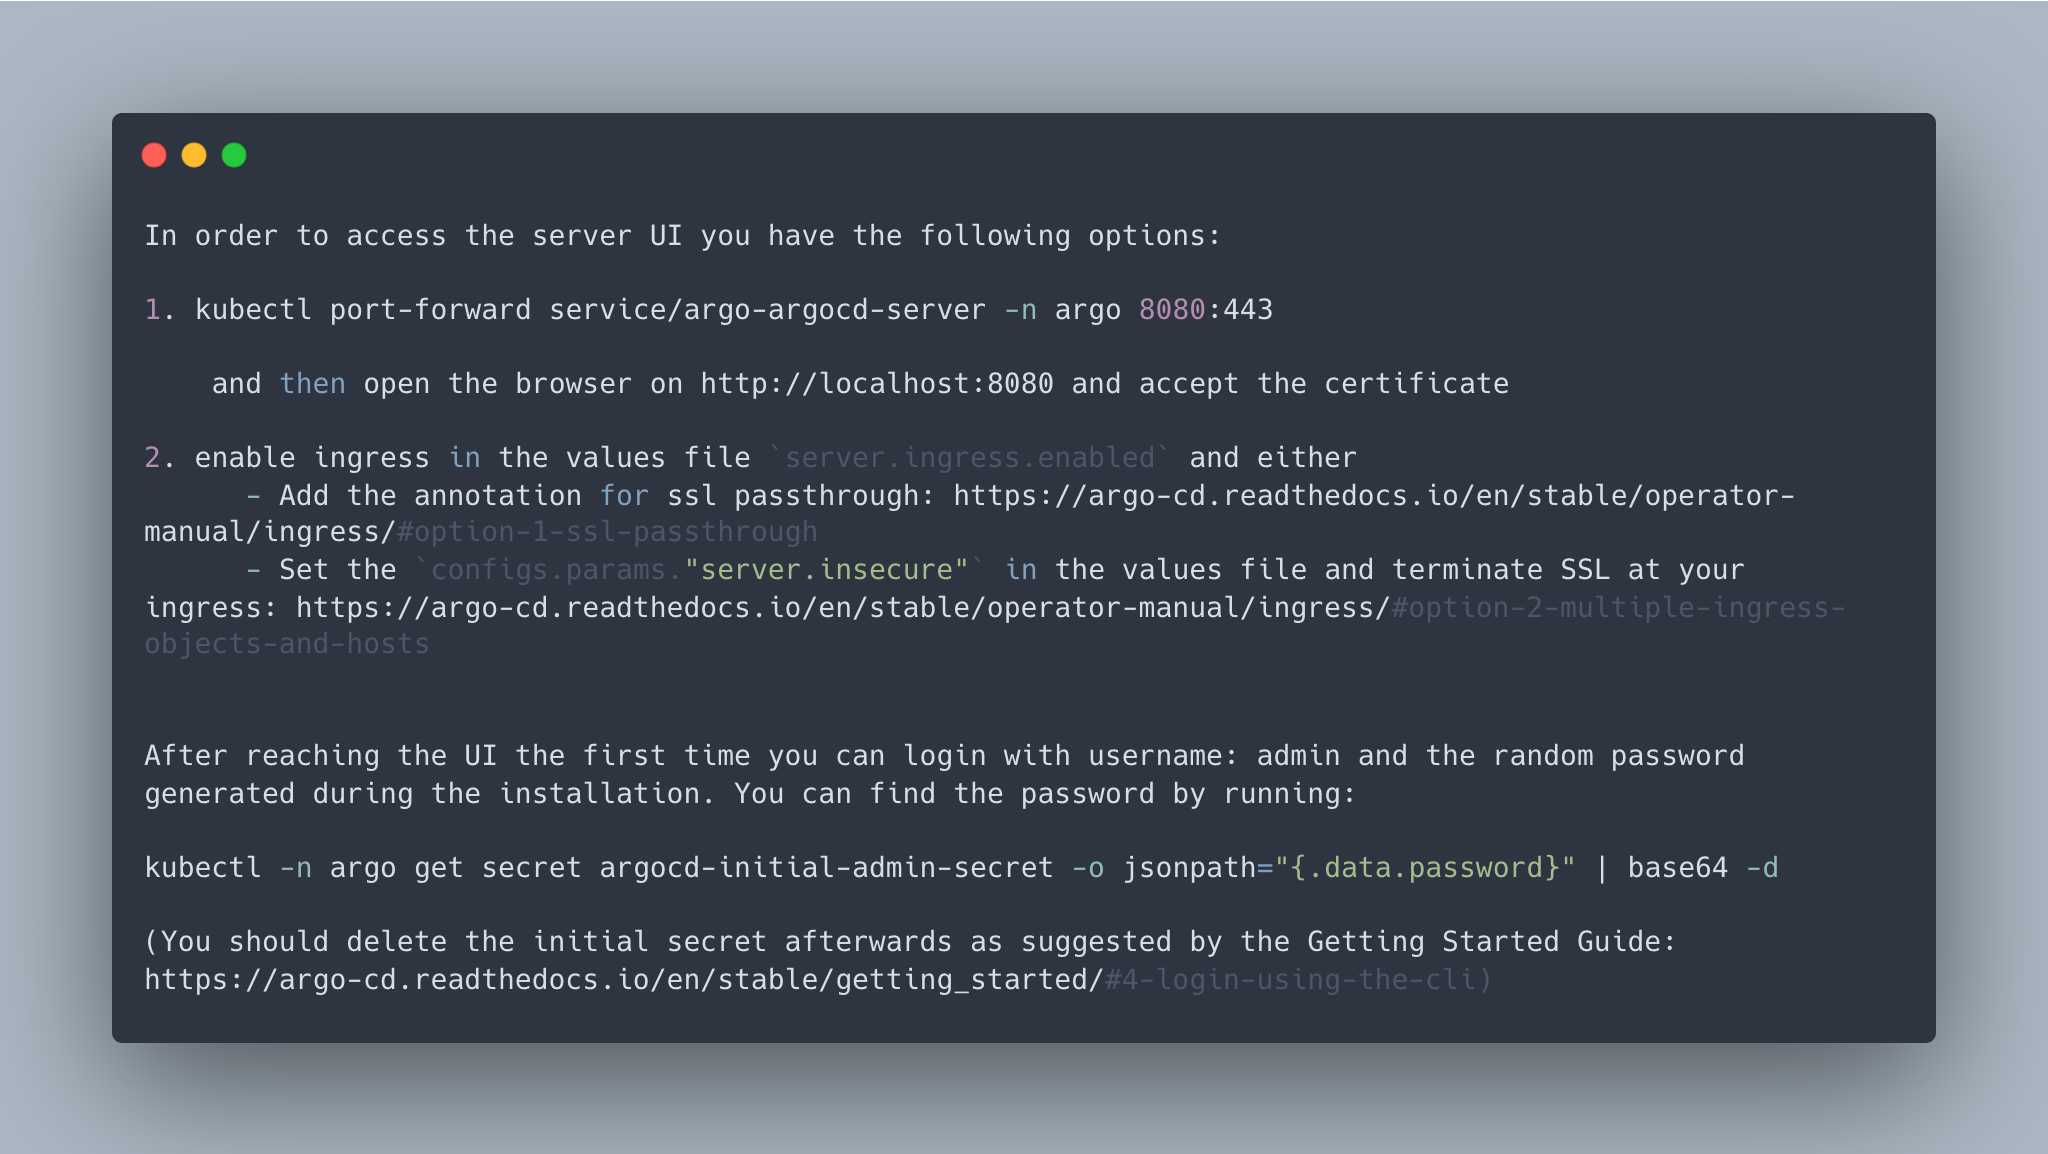 In order to access the server UI you have the following options:
1. kubectl port-forward service/argo-argocd-server -n argo 8080:443
and then open the browser on http://localhost:8080 and accept the certificate
2. enable ingress in the values file `server.ingress.enabled` and either
- Add the annotation for ssl passthrough: https://argo-cd.readthedocs.io/en/stable/operator-
manual/ingress/#option-1-ssl-passthrough
- Set the `configs.params."server.insecure"` in the values file and terminate SSL at your
ingress: https://argo-cd.readthedocs.io/en/stable/operator-manual/ingress/#option-2-multiple-ingress-
objects-and-hosts
After reaching the UI the first time you can login with username: admin and the random password
generated during the installation. You can find the password by running:
kubectl -n argo get secret argocd-initial-admin-secret -o jsonpath="{.data.password}" | base64 -d
(You should delete the initial secret afterwards as suggested by the Getting Started Guide:
https://argo-cd.readthedocs.io/en/stable/getting_started/#4-login-using-the-cli)